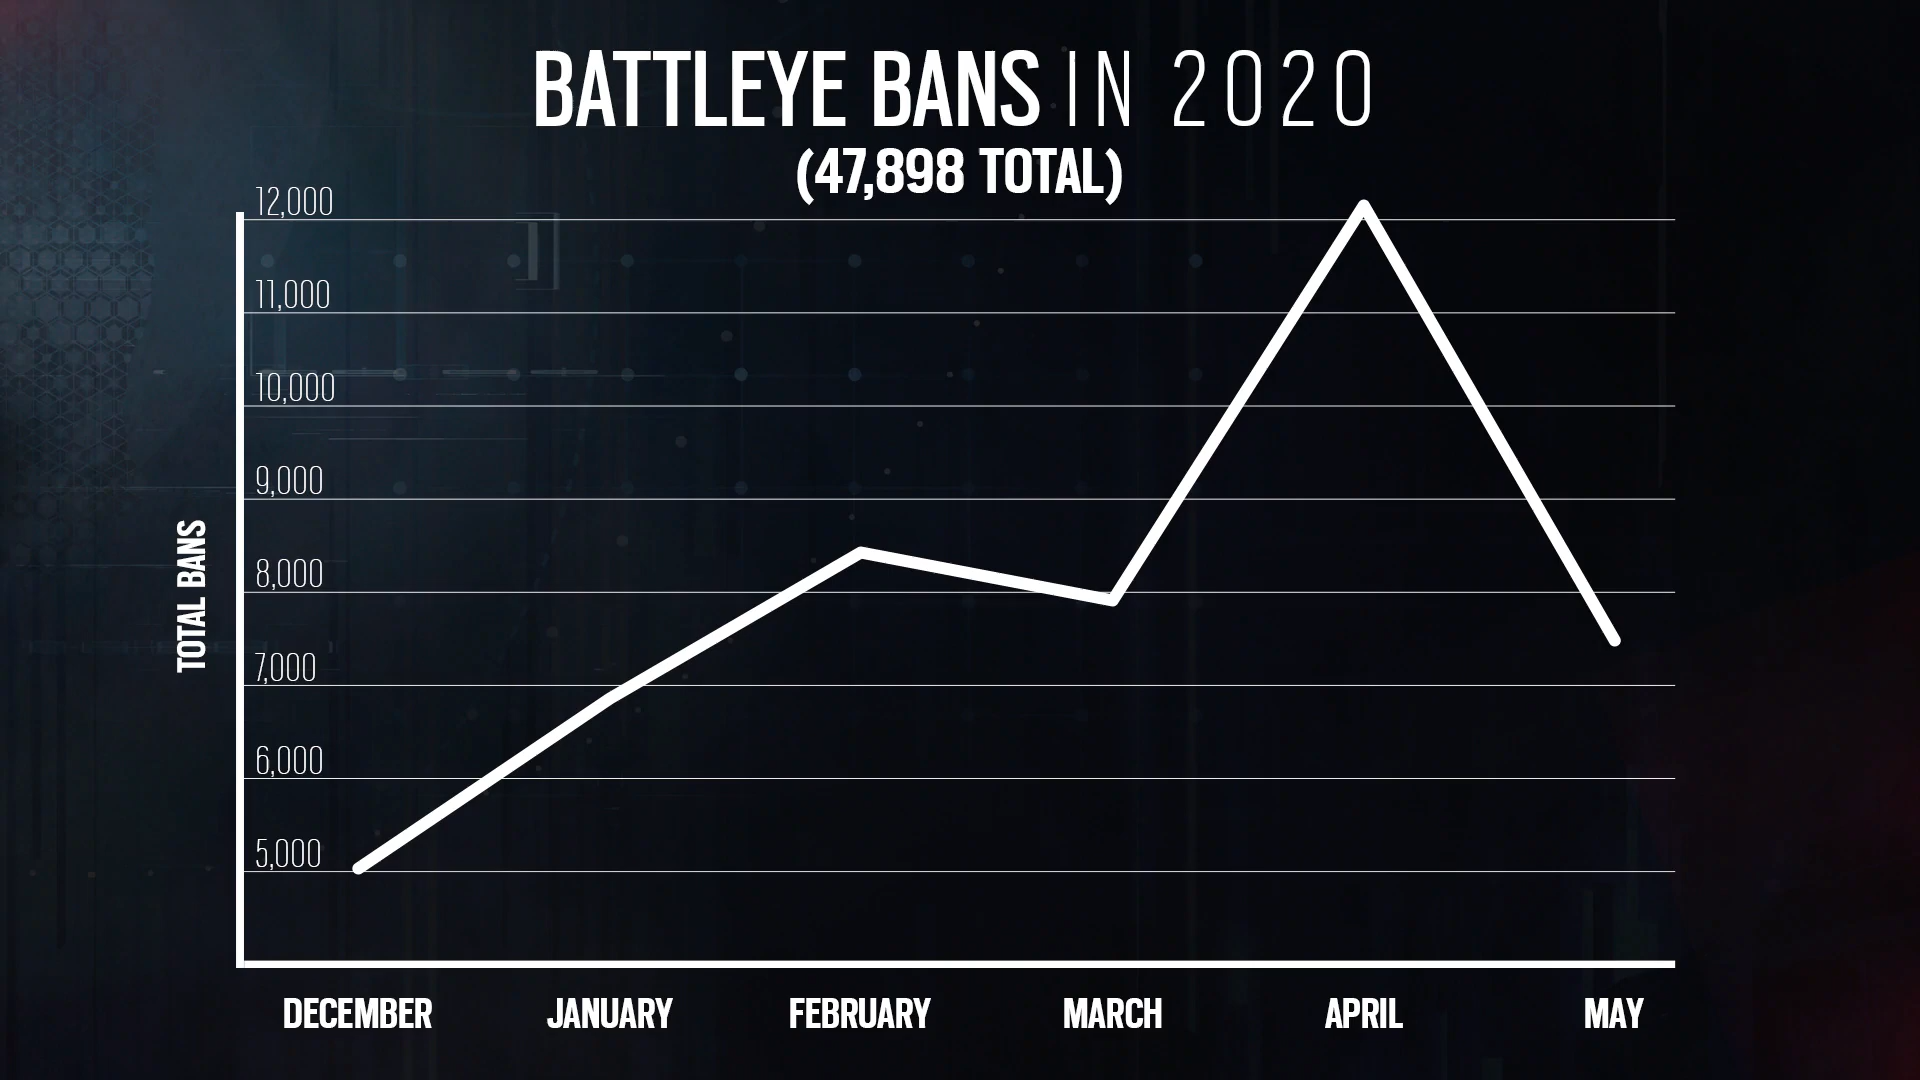 BATTLEYE BANS IN 2020
(47,898 TOTAL)
12,000
11,000
10,000
9,000
8,000
7,000
6,000
5,000
TOTAL BANS
DECEMBER JANUARY FEBRUARY MARCH APRIL MAY